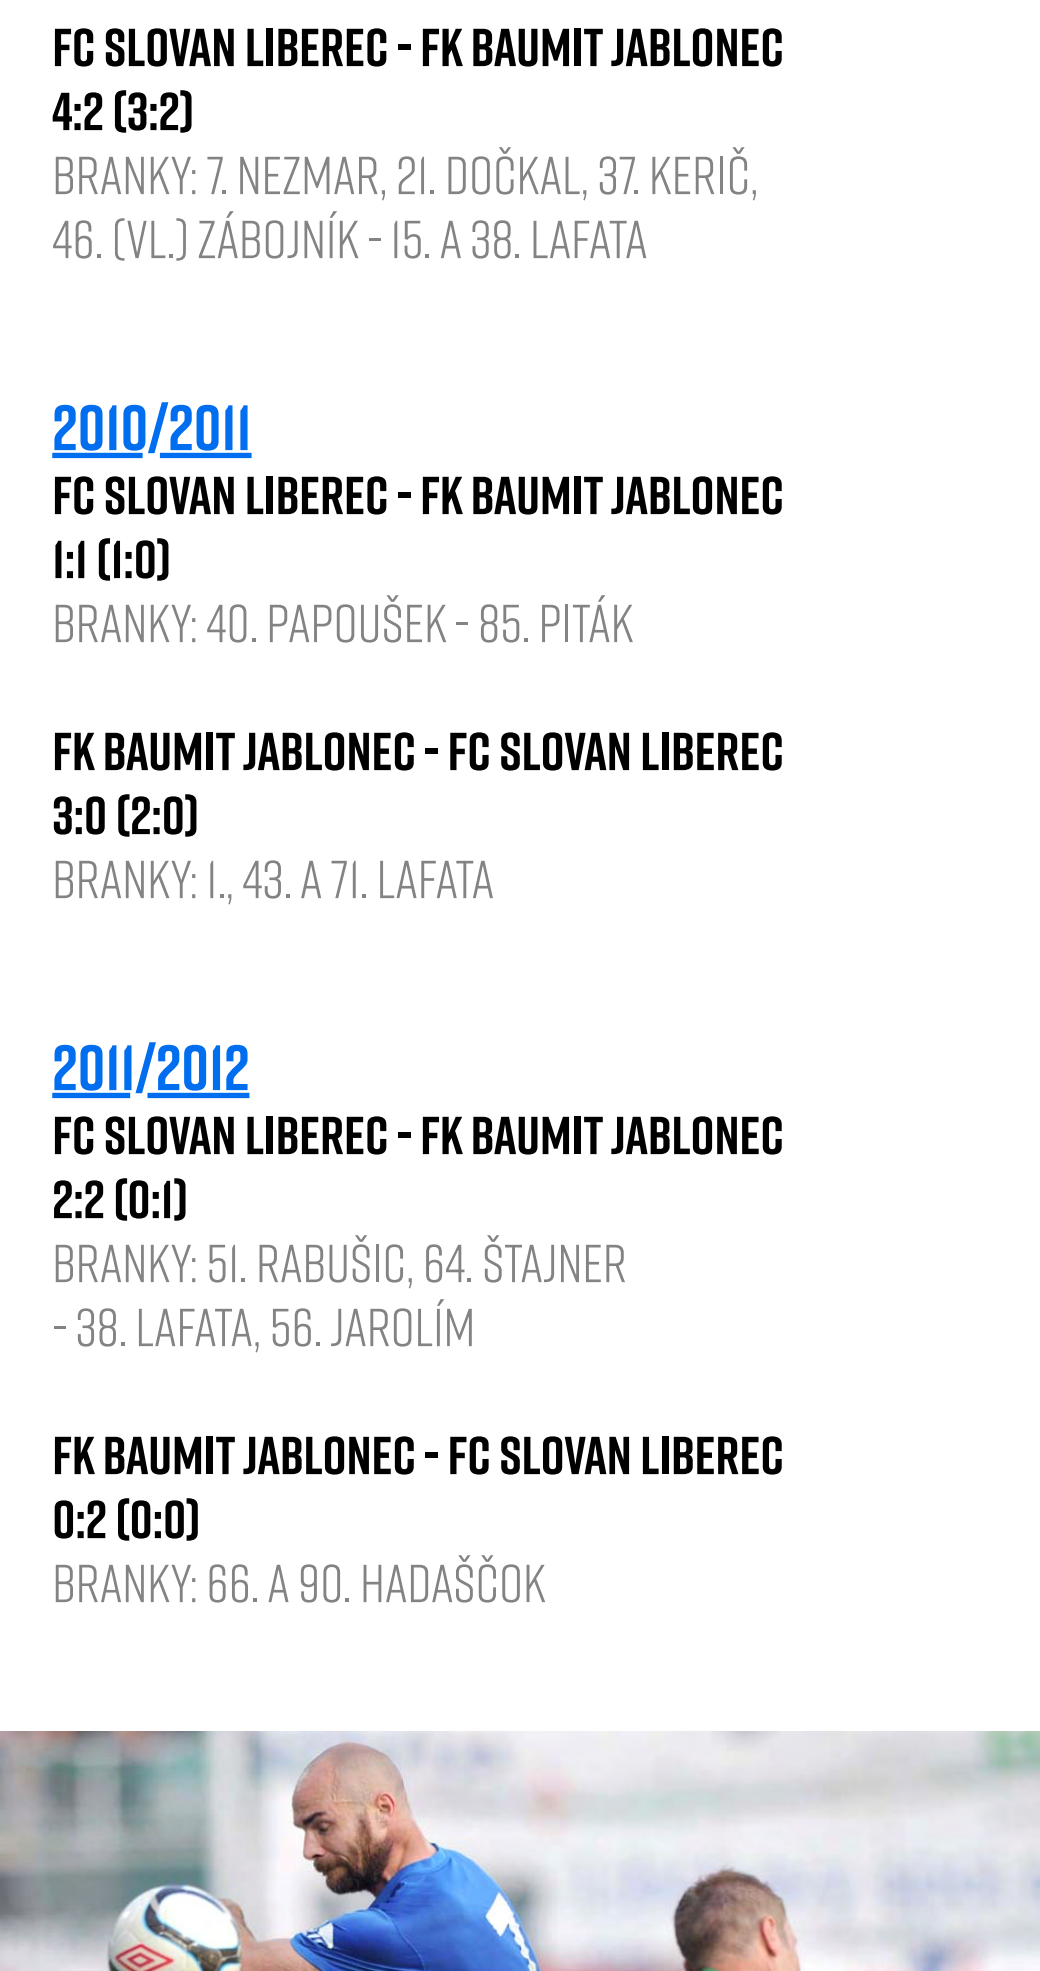 FC SLOVAN LIBEREC - FK BAUMIT JABLONEC
4:2 (3:2)
BRANKY: 7. NEZMAR, 21. DOČKAL, 37. KERIČ,
46. (VL.) ZÁBOJNÍK - 15. A 38. LAFATA
2010/2011
FC SLOVAN LIBEREC - FK BAUMIT JABLONEC
1:1 (1:0)
BRANKY: 40. PAPOUŠEK - 85. PITÁK
FK BAUMIT JABLONEC - FC SLOVAN LIBEREC
3:0 (2:0)
BRANKY: 1., 43. A 71. LAFATA
2011/2012
FC SLOVAN LIBEREC - FK BAUMIT JABLONEC
2:2 (0:1)
BRANKY: 51. RABUŠIC, 64. ŠTAJNER
- 38. LAFATA, 56. JAROLÍM
FK BAUMIT JABLONEC - FC SLOVAN LIBEREC
0:2 (0:0)
BRANKY: 66. A 90. HADAŠČOK